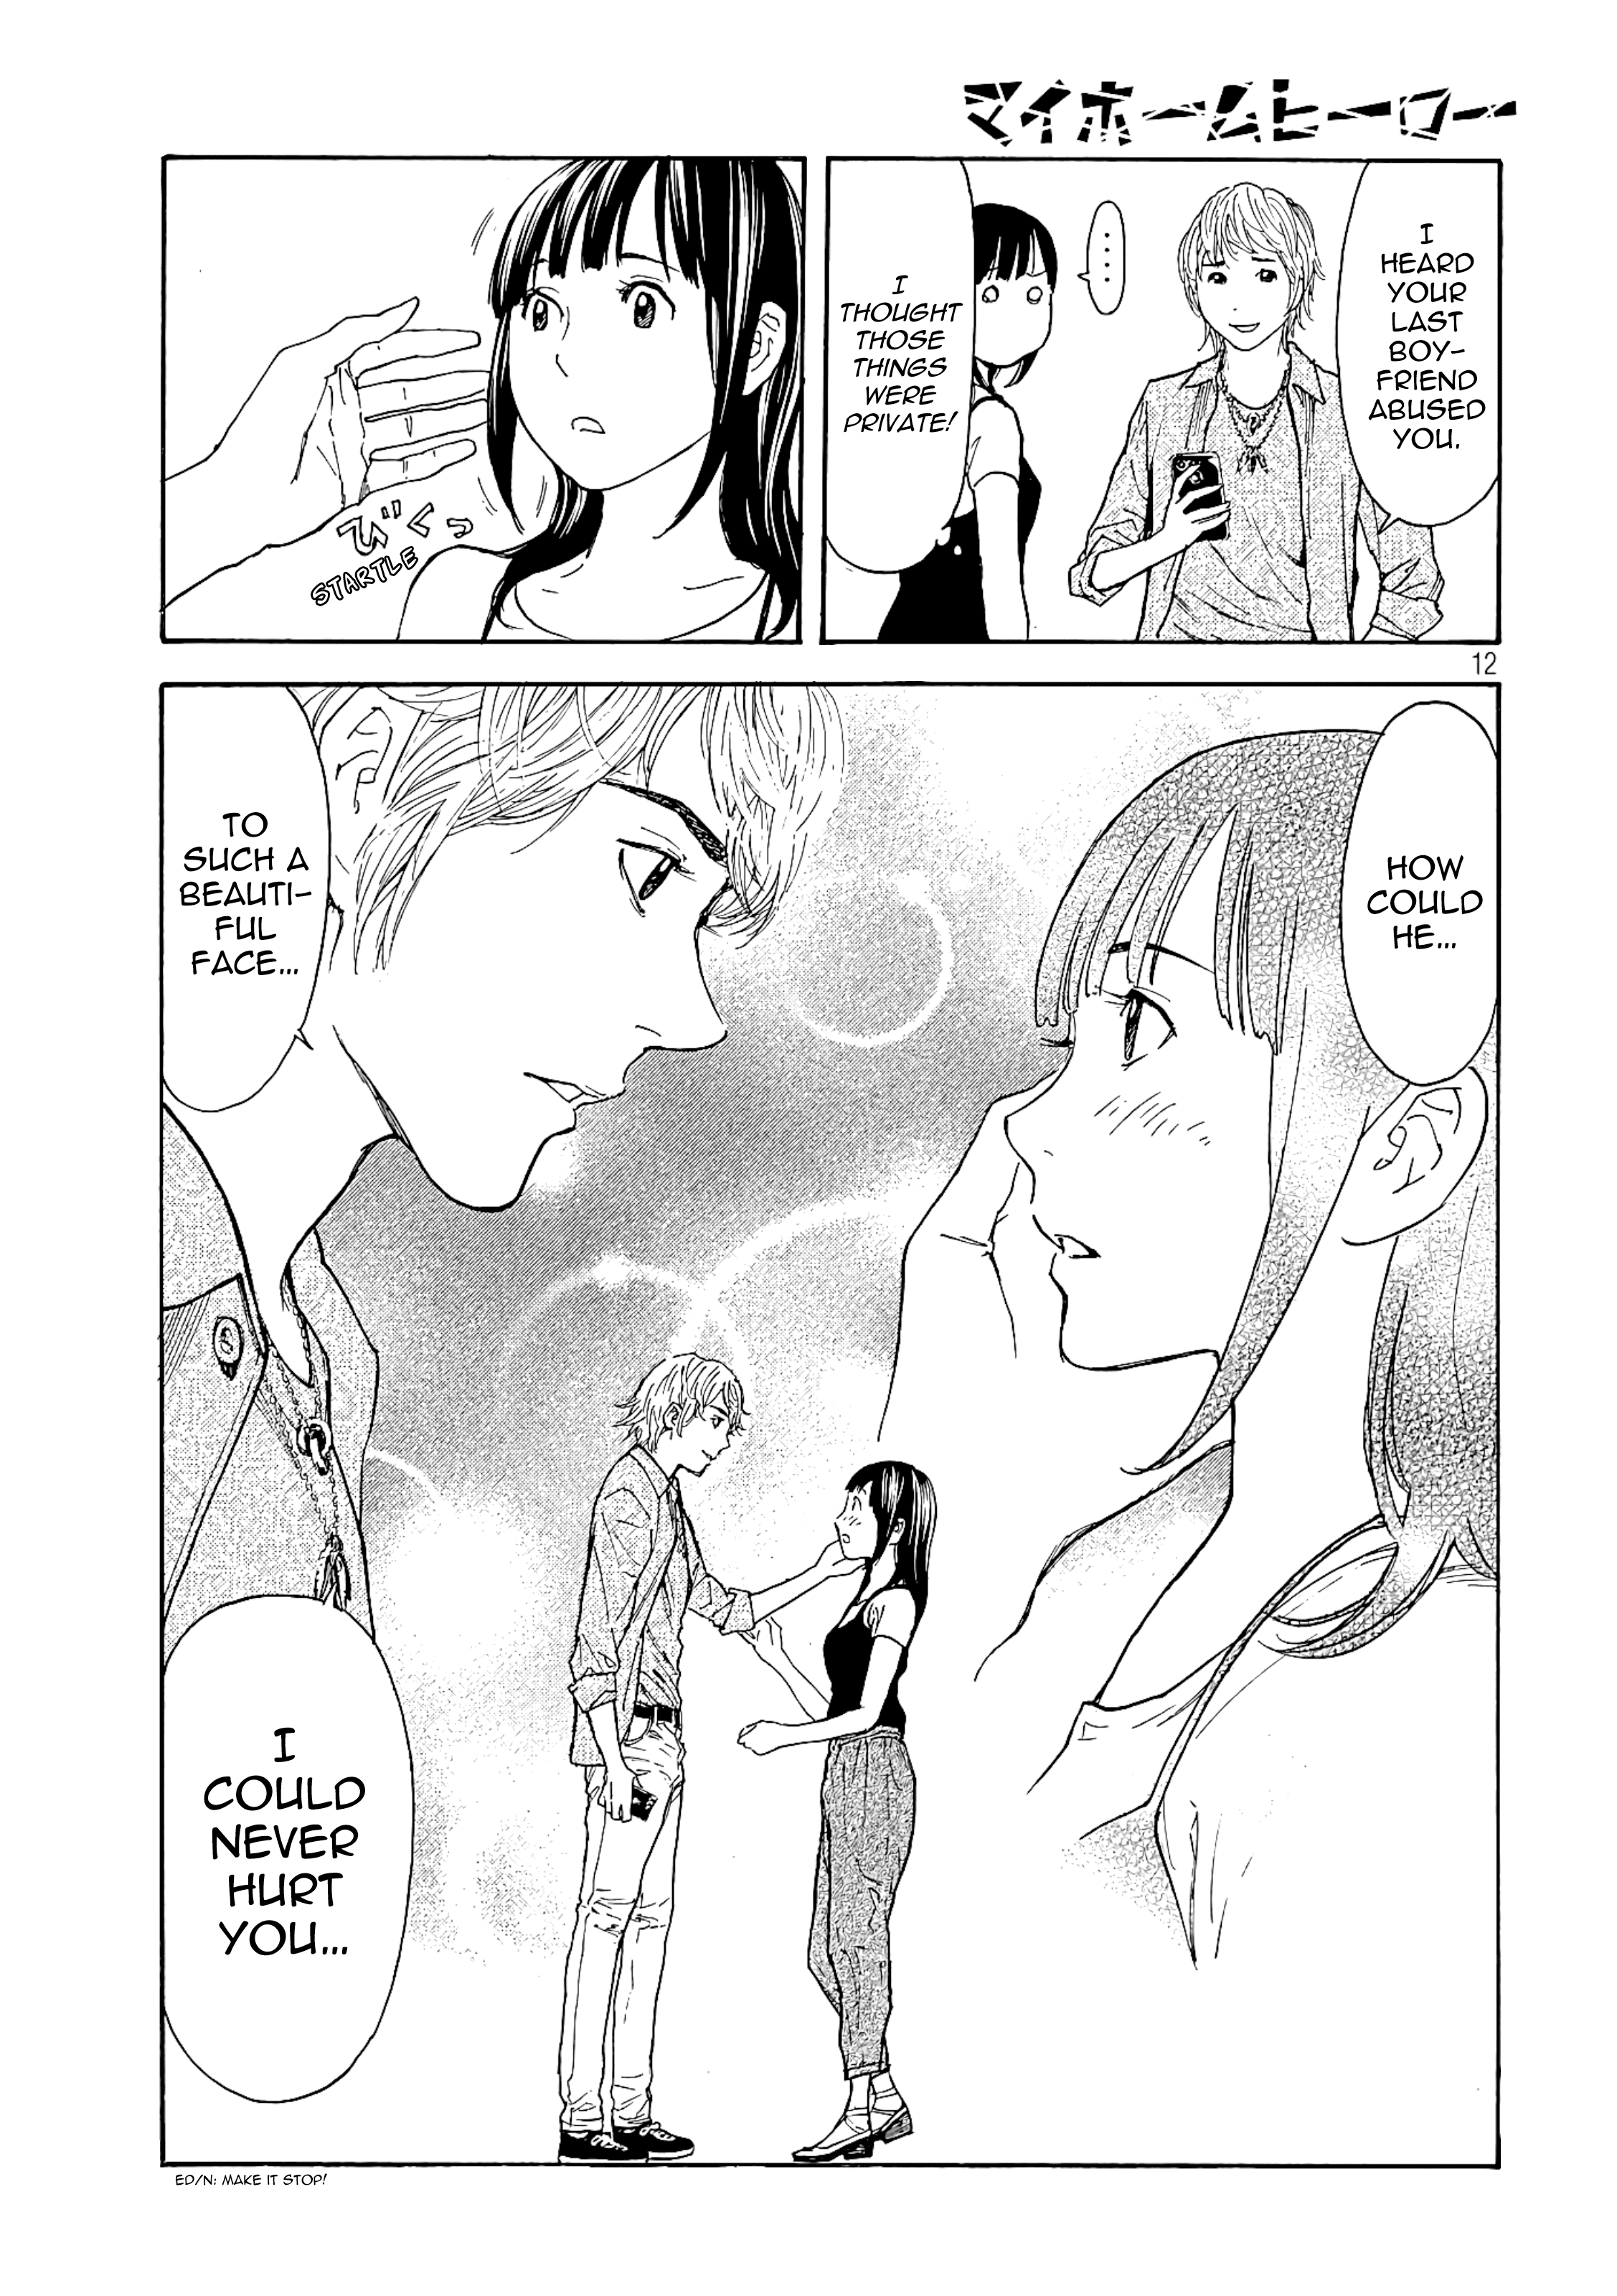 マイホームヒーロー
I
HEARD
YOUR
LAST
BOY-
FRIEND
ABUSED
YOU.
.....
I
THOUGHT
THOSE
THINGS
WERE
PRIVATE!
びくっ
STARTLE
12
HOW
COULD
HE...
TO
SUCH A
BEAUTI-
FUL
FACE...
I
COULD
NEVER
HURT
YOU...
ED/N: MAKE IT STOP!